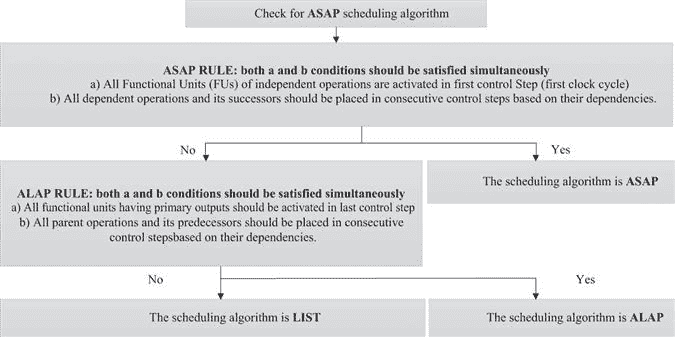 Check for ASAP scheduling algorithm
ASAP RULE: both a and b conditions should be satisfied simultaneously
a) All Functional Units (FUs) of independent operations are activated in first control Step (first clock cycle)
b) All dependent operations and its successors should be placed in consecutive control steps based on their dependencies.
No
Yes
ALAP RULE: both a and b conditions should be satisfied simultaneously
a) All functional units having primary outputs should be activated in last control step
b) All parent operations and its predecessors should be placed in consecutive
control stepsbased on their dependencies.
The scheduling algorithm is ASAP
No
Yes
The scheduling algorithm is LIST
The scheduling algorithm is ALAP